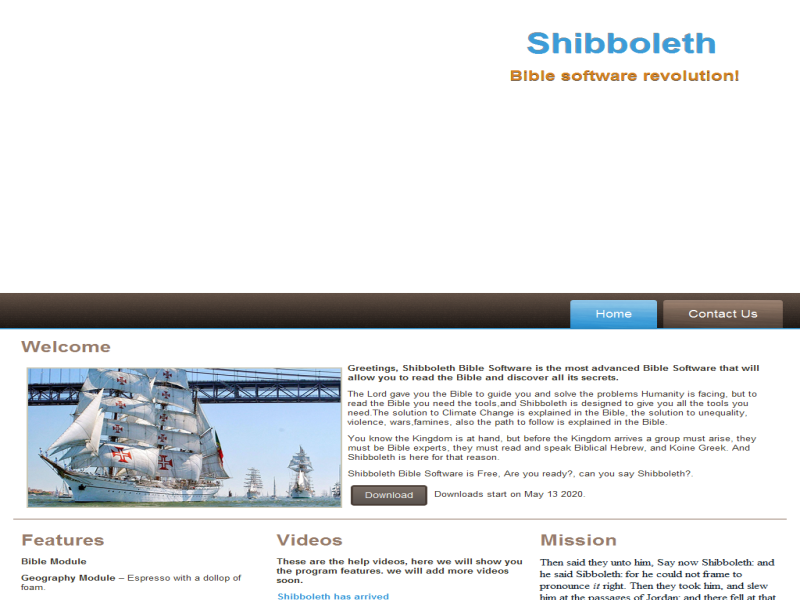 Shibboleth
Bible software revolution!
Home
Contact Us
Welcome
Greetings, Shibboleth Bible Software is the most advanced Bible Software that will
allow you to read the Bible and discover all its secrets.
The Lord gave you the Bible to guide you and solve the problems Humanity is facing, but to
read the Bible you need the tools,and Shibboleth is designed to give you all the tools you
need.The solution to Climate Change is explained in the Bible, the solution to unequality,
violence, wars,famines, also the path to follow is explained in the Bible.
You know the Kingdom is at hand, but before the Kingdom arrives a group must arise, they
must be Bible experts, they must read and speak Biblical Hebrew, and Koine Greek. And
Shibboleth is here for that reason.
Shibboleth Bible Software is Free, Are you ready?, can you say Shibboleth?.
Download
Downloads start on May 13 2020.
Features
Bible Module
Geography Module – Espresso with a dollop of
foam.
Videos
These are the help videos, here we will show you
the program features. we will add more videos
soon.
Shibboleth has arrived
Mission
Then said they unto him, Say now Shibboleth: and
he said Sibboleth: for he could not frame to
pronounce it right. Then they took him, and slew
him at the passages of Jordan: and there fell at that